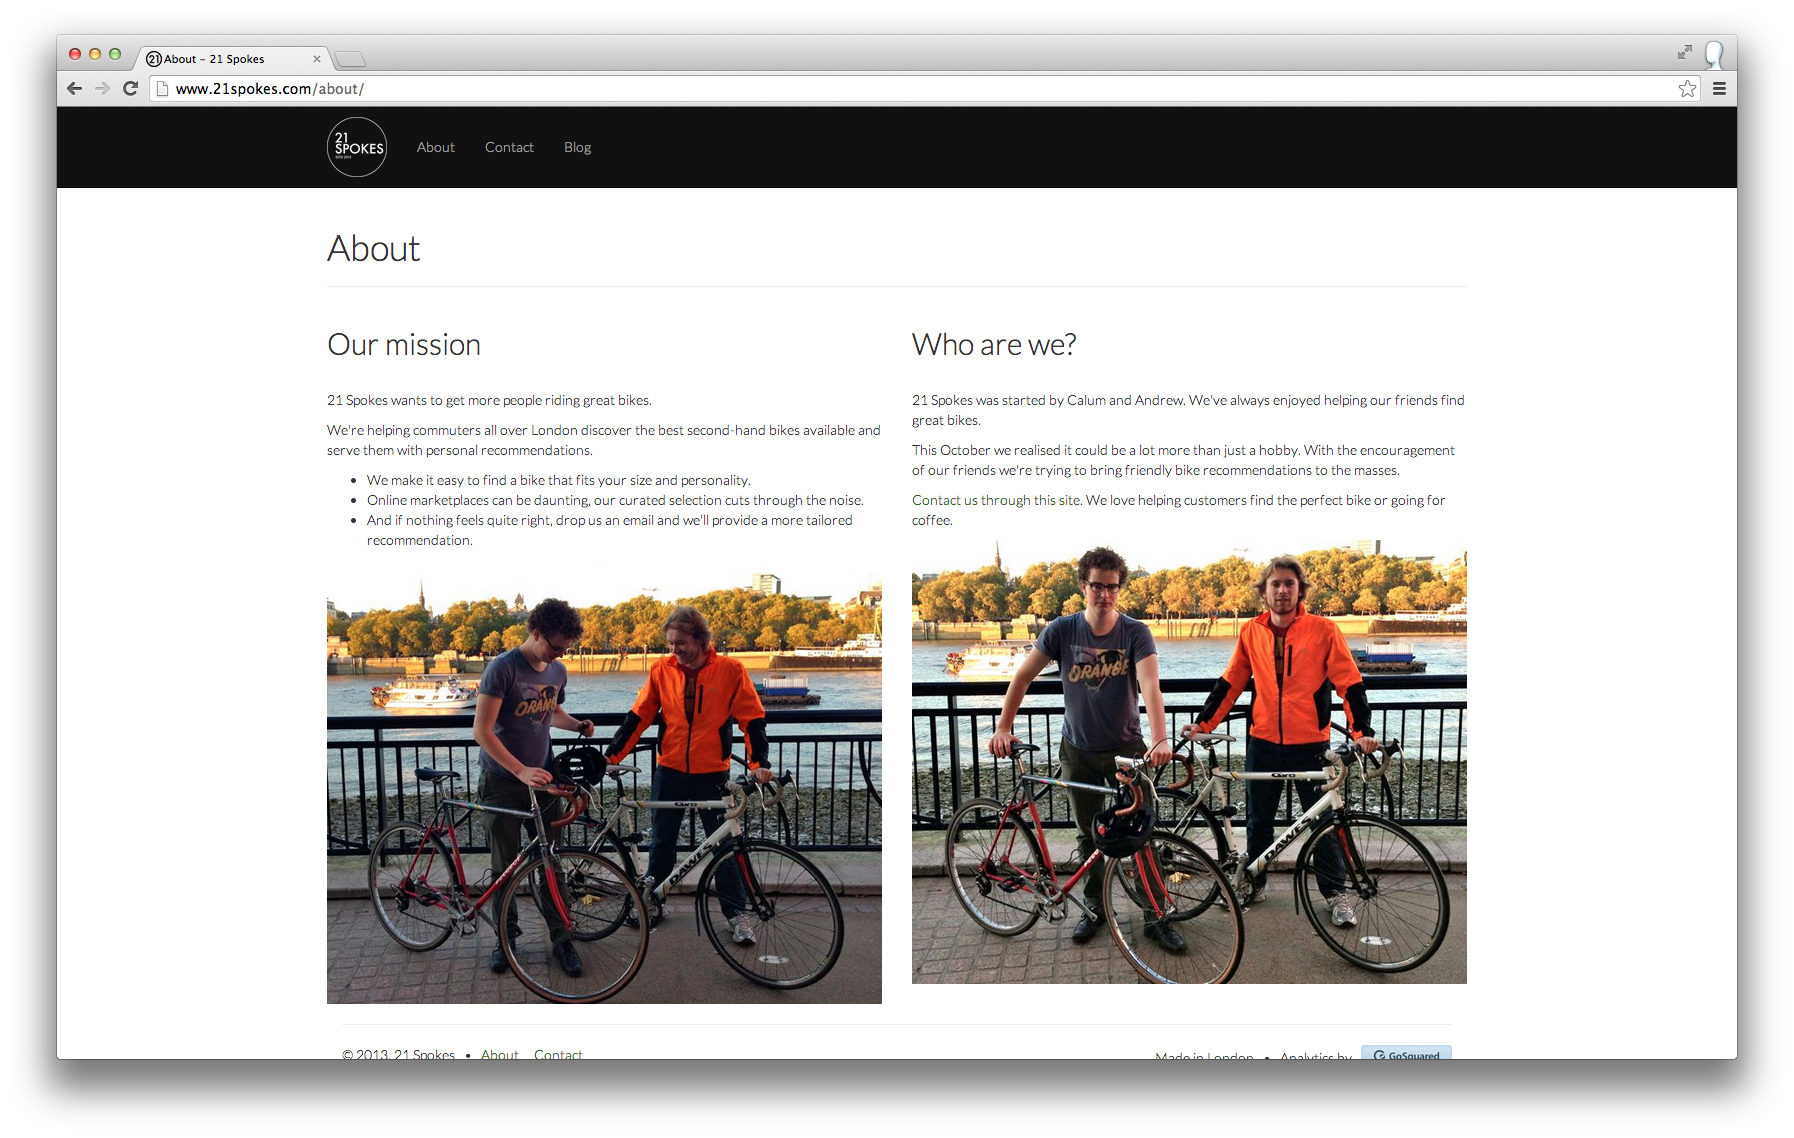 About – 21 Spokes
www.21spokes.com/about/
21
SPOKES
ESTD 2013
About Contact Blog
About
Our mission
21 Spokes wants to get more people riding great bikes.
We're helping commuters all over London discover the best second-hand bikes available and
serve them with personal recommendations.
• We make it easy to find a bike that fits your size and personality.
• Online marketplaces can be daunting, our curated selection cuts through the noise.
• And if nothing feels quite right, drop us an email and we'll provide a more tailored
recommendation.
ORANGE
DAWES
Who are we?
21 Spokes was started by Calum and Andrew. We've always enjoyed helping our friends find
great bikes.
This October we realised it could be a lot more than just a hobby. With the encouragement
of our friends we're trying to bring friendly bike recommendations to the masses.
Contact us through this site. We love helping customers find the perfect bike or going for
coffee.
ORANGE
DAWES
© 2013, 21 Spokes • About Contact
Made in London • Analytics by GoSquared